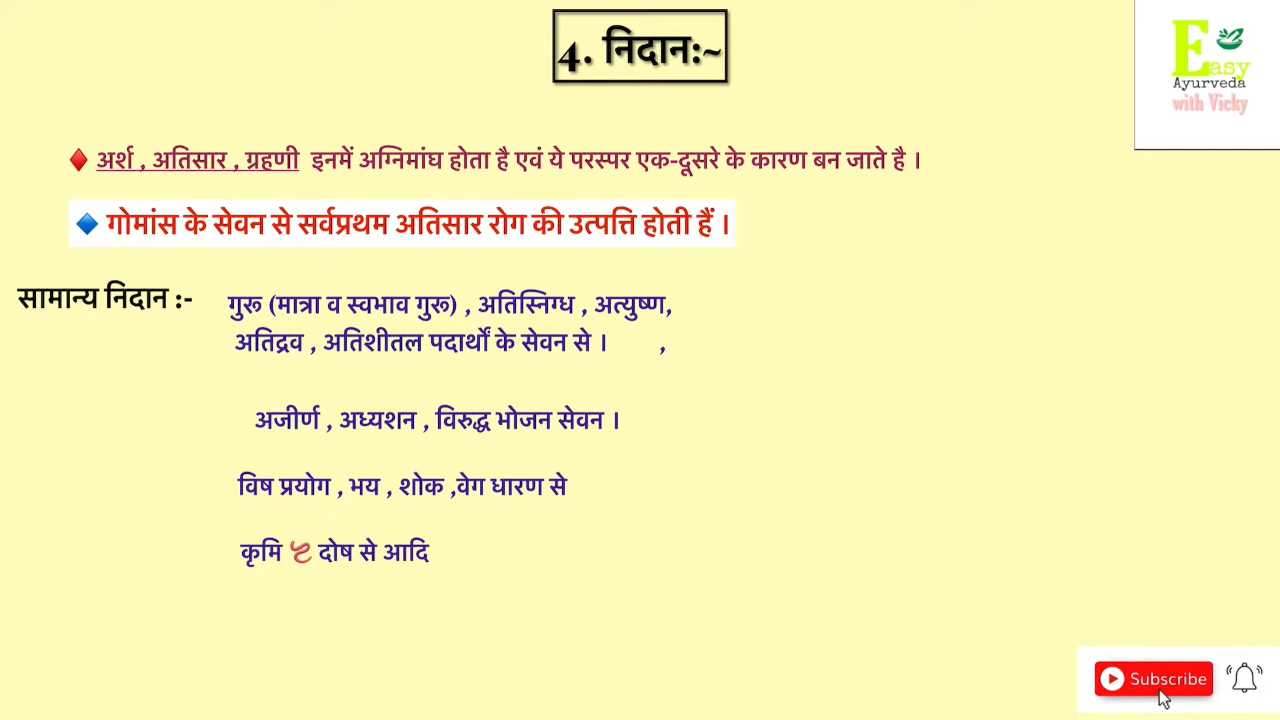 4. निदान:~
Easy
Ayurveda
with Vicky
अर्श , अतिसार , ग्रहणी इनमें अग्निमांघ होता है एवं ये परस्पर एक-दूसरे के कारण बन जाते है ।
गोमांस के सेवन से सर्वप्रथम अतिसार रोग की उत्पत्ति होती हैं ।
सामान्य निदान :- गुरू (मात्रा व स्वभाव गुरू) , अतिस्निग्ध , अत्युष्ण,
अतिद्रव , अतिशीतल पदार्थों के सेवन से । ,
अजीर्ण , अध्यशन , विरुद्ध भोजन सेवन ।
विष प्रयोग , भय , शोक ,वेग धारण से
कृमि दोष से आदि
Subscribe